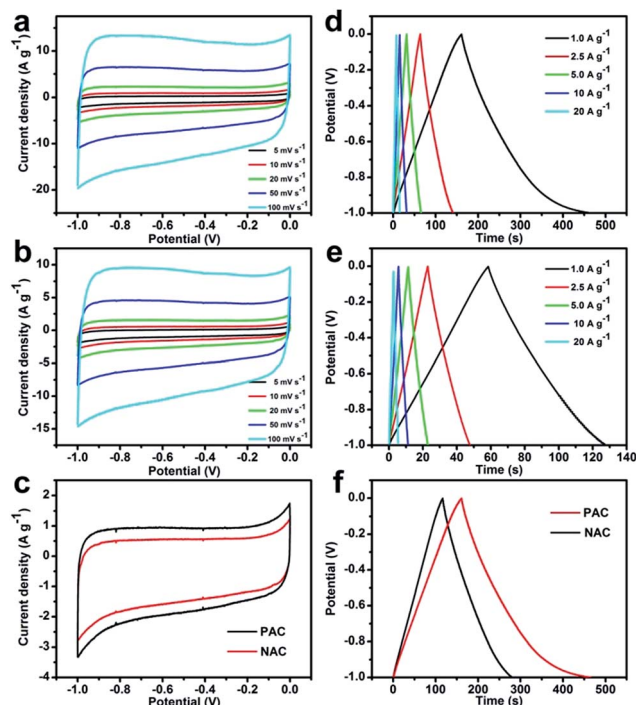 a
Current density (A g⁻¹)
10
5
0
-5
-10
-15
-20
5 mV s⁻¹
10 mV s⁻¹
20 mV s⁻¹
50 mV s⁻¹
100 mV s⁻¹
-1.0 -0.8 -0.6 -0.4 -0.2 0.0
Potential (V)
d
Potential (V)
0.0
-0.2
-0.4
-0.6
-0.8
-1.0
1.0 A g⁻¹
2.5 A g⁻¹
5.0 A g⁻¹
10 A g⁻¹
20 A g⁻¹
0 100 200 300 400 500
Time (s)
b
Current density (A g⁻¹)
10
5
0
-5
-10
-15
5 mV s⁻¹
10 mV s⁻¹
20 mV s⁻¹
50 mV s⁻¹
100 mV s⁻¹
-1.0 -0.8 -0.6 -0.4 -0.2 0.0
Potential (V)
e
Potential (V)
0.0
-0.2
-0.4
-0.6
-0.8
-1.0
1.0 A g⁻¹
2.5 A g⁻¹
5.0 A g⁻¹
10 A g⁻¹
20 A g⁻¹
0 20 40 60 80 100 120 140
Time (s)
c
Current density (A g⁻¹)
2
1
0
-1
-2
-3
-4
PAC
NAC
-1.0 -0.8 -0.6 -0.4 -0.2 0.0
Potential (V)
f
Potential (V)
0.0
-0.2
-0.4
-0.6
-0.8
-1.0
PAC
NAC
0 100 200 300 400 500
Time (s)